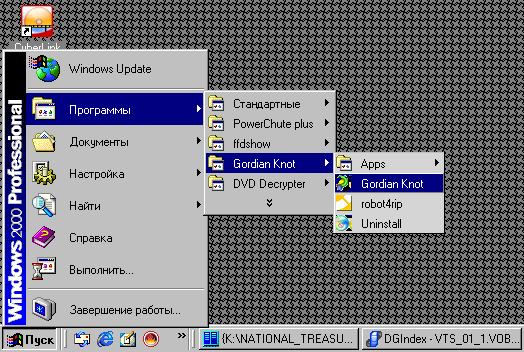 CyberLink
Windows 2000 Professional
Windows Update
Программы
Документы
Настройка
Найти
Справка
Выполнить...
Завершение работы...
Стандартные
PowerChute plus
ffdshow
Gordian Knot
DVD Decrypter
Apps
Gordian Knot
robot4rip
Uninstall
Пуск
{K:\NATIONAL_TREASU...
DGIndex - VTS_01_1.VOB...